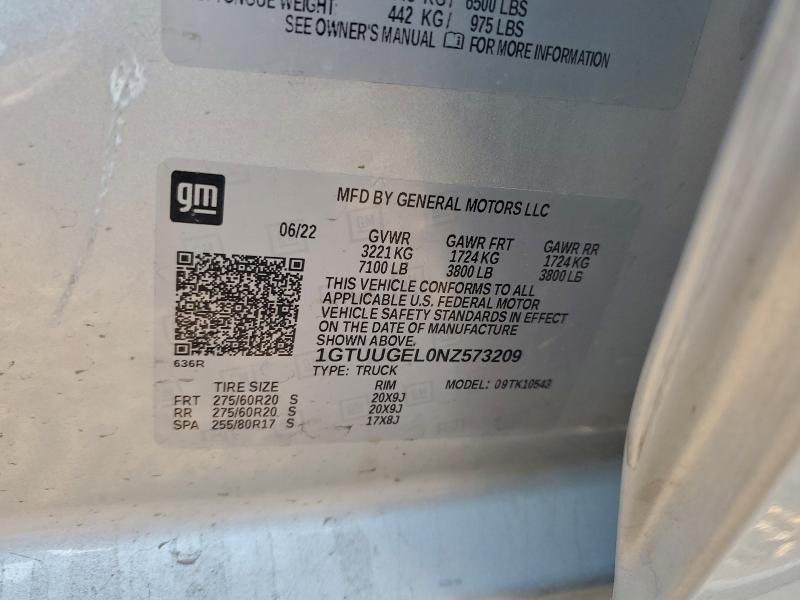 6500 LBS
TONGUE WEIGHT: 442 KG/ 975 LBS
SEE OWNER'S MANUAL FOR MORE INFORMATION
gm
MFD BY GENERAL MOTORS LLC
06/22 GVWR GAWR FRT GAWR RR
3221 KG 1724 KG 1724 KG
7100 LB 3800 LB 3800 LB
THIS VEHICLE CONFORMS TO ALL
APPLICABLE U.S. FEDERAL MOTOR
VEHICLE SAFETY STANDARDS IN EFFECT
ON THE DATE OF MANUFACTURE
SHOWN ABOVE.
1GTUUGEL0NZ573209
636R
TYPE: TRUCK
TIRE SIZE RIM MODEL: 09TK10543
FRT 275/60R20 S 20X9J
RR 275/60R20 S 20X9J
SPA 255/80R17 S 17X8J